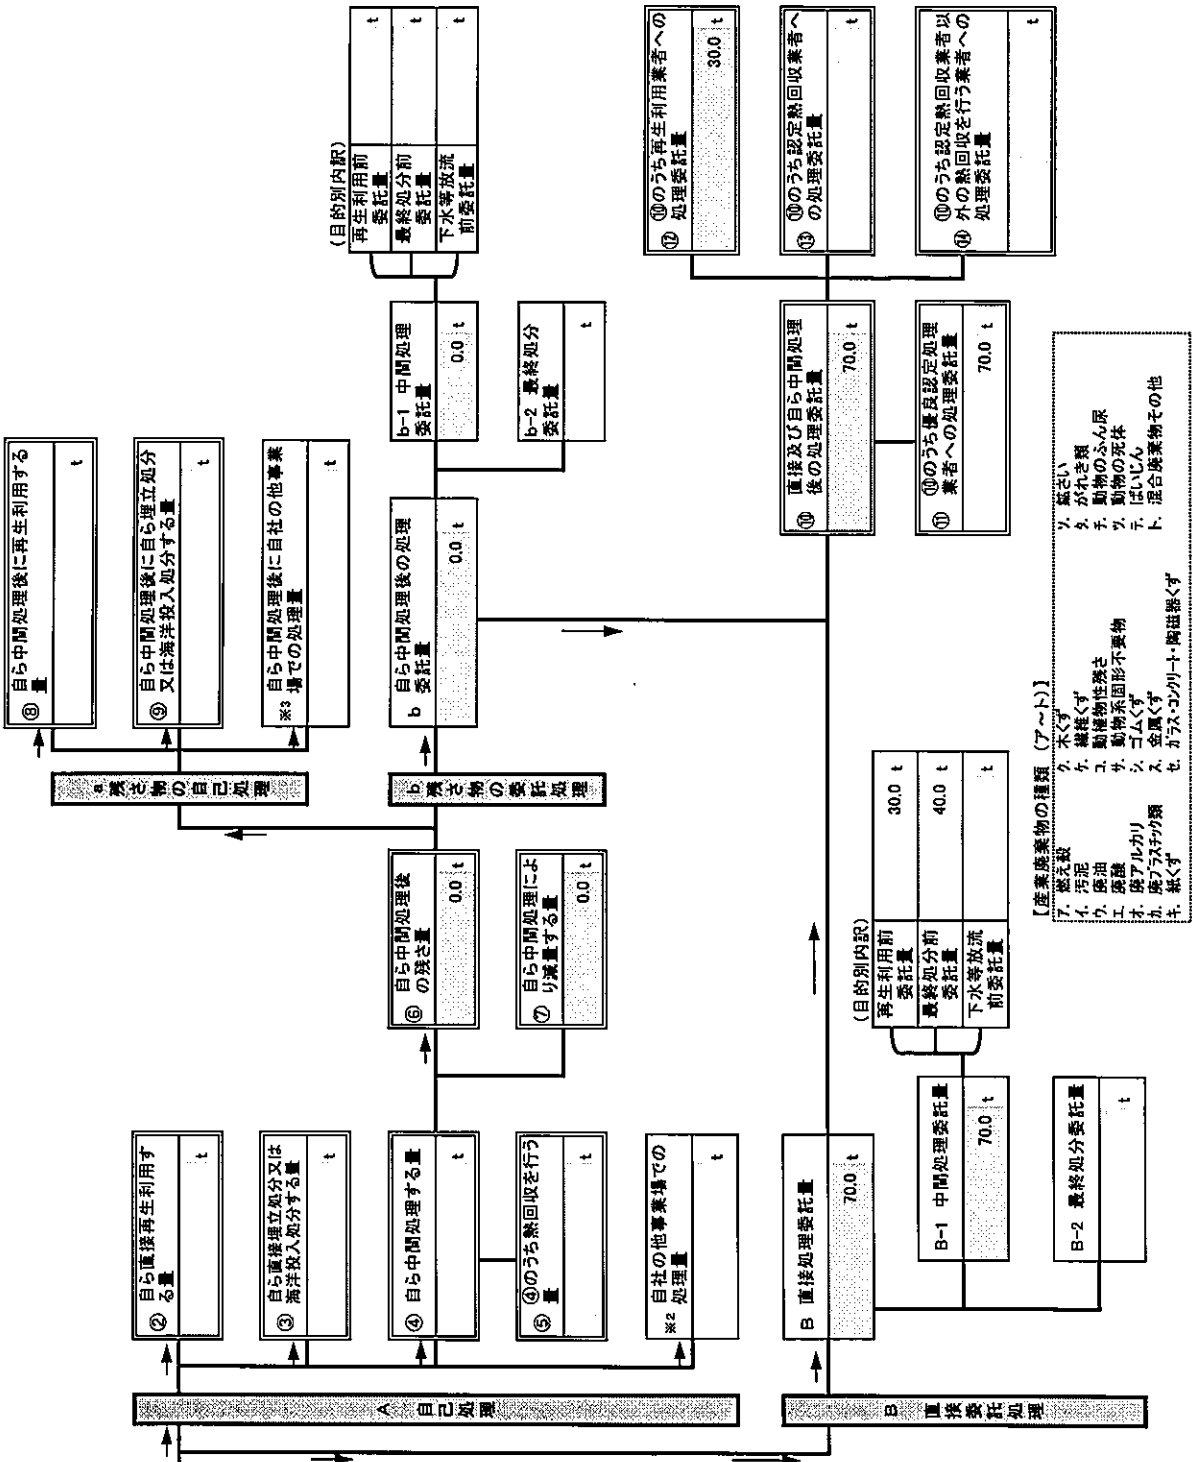 A 自己処理
② 自ら直接再生利用す
る量
t
③ 自ら直接埋立処分又は
海洋投入処分する量
t
④ 自ら中間処理する量
t
⑤ ④のうち熱回収を行う
量
t
※2 自社の他事業場での
処理量
t
⑥ 自ら中間処理後
の残さ量
0.0 t
⑦ 自ら中間処理によ
り減量する量
0.0 t
a 残さ物の自己処理
⑧ 自ら中間処理後に再生利用する
量
t
⑨ 自ら中間処理後に自ら埋立処分
又は海洋投入処分する量
t
※3 自ら中間処理後に自社の他事業
場での処理量
t
b 残さ物の委託処理
b 自ら中間処理後の処理
委託量
0.0 t
b-1 中間処理
委託量
0.0 t
b-2 最終処分
委託量
t
(目的別内訳)
再生利用前
委託量
t
最終処分前
委託量
t
下水等放流
前委託量
t
B 直接委託処理
B 直接処理委託量
70.0 t
B-1 中間処理委託量
70.0 t
B-2 最終処分委託量
t
(目的別内訳)
再生利用前
委託量
30.0 t
最終処分前
委託量
40.0 t
下水等放流
前委託量
t
⑩ 直接及び自ら中間処理
後の処理委託量
70.0 t
⑪ ⑩のうち優良認定処理
業者への処理委託量
70.0 t
⑫ ⑩のうち再生利用業者への
処理委託量
30.0 t
⑬ ⑩のうち認定熱回収業者へ
の処理委託量
t
⑭ ⑩のうち認定熱回収業者以
外の熱回収を行う業者への
処理委託量
t
【産業廃棄物の種類 (ア～ト)】
ア. 燃え殻
イ. 汚泥
ウ. 廃油
エ. 廃酸
オ. 廃アルカリ
カ. 廃プラスチック類
キ. 紙くず
ク. 木くず
ケ. 繊維くず
コ. 動植物性残さ
サ. 動物系固形不要物
シ. ゴムくず
ス. 金属くず
セ. ガラス・コンクリート・陶磁器くず
ソ. 鉱さい
タ. がれき類
チ. 動物のふん尿
ツ. 動物の死体
テ. ばいじん
ト. 混合廃棄物その他